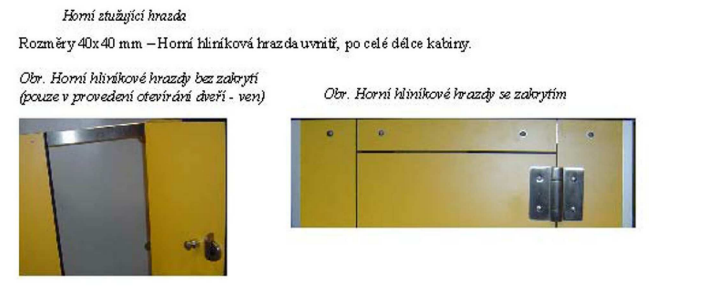 Horní ztužující hrazda
Rozměry 40x40 mm – Horní hliníková hrazda uvnitř, po celé délce kabiny.
Obr. Horní hliníkové hrazdy bez zakrytí
(pouze v provedení otevírání dveří - ven)
Obr. Horní hliníkové hrazdy se zakrytím